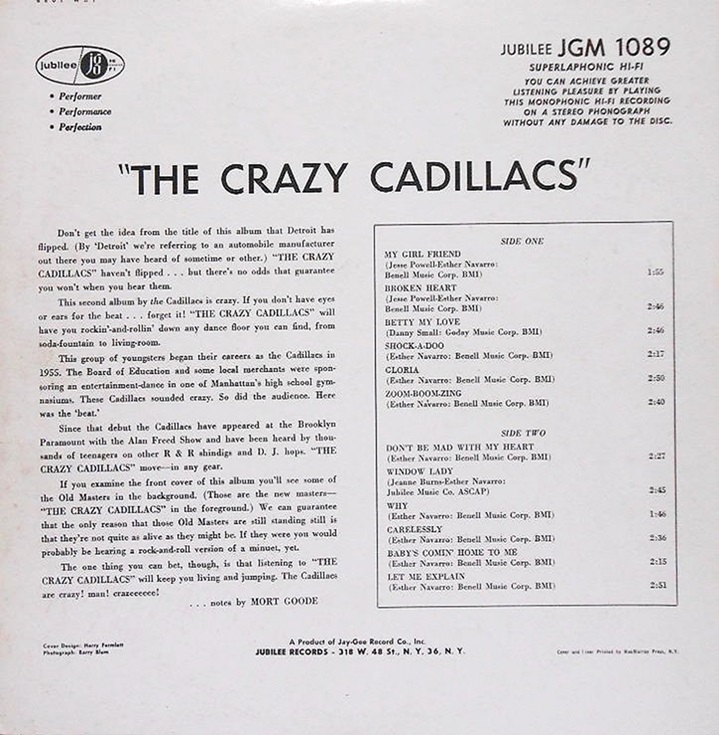 jubilee jg HI FI
• Performer
• Performance
• Perfection
JUBILEE JGM 1089
SUPERLAPHONIC HI-FI
YOU CAN ACHIEVE GREATER
LISTENING PLEASURE BY PLAYING
THIS MONOPHONIC HI-FI RECORDING
ON A STEREO PHONOGRAPH
WITHOUT ANY DAMAGE TO THE DISC.
"THE CRAZY CADILLACS"
Don't get the idea from the title of this album that Detroit has
flipped. (By 'Detroit' we're referring to an automobile manufacturer
out there you may have heard of sometime or other.) "THE CRAZY
CADILLACS" haven't flipped . . . but there's no odds that guarantee
you won't when you hear them.
This second album by the Cadillacs is crazy. If you don't have eyes
or ears for the beat . . . forget it! "THE CRAZY CADILLACS" will
have you rockin'-and-rollin' down any dance floor you can find, from
soda-fountain to living-room.
This group of youngsters began their careers as the Cadillacs in
1955. The Board of Education and some local merchants were spon-
soring an entertainment-dance in one of Manhattan's high school gym-
nasiums. These Cadillacs sounded crazy. So did the audience. Here
was the 'beat.'
Since that debut the Cadillacs have appeared at the Brooklyn
Paramount with the Alan Freed Show and have been heard by thou-
sands of teenagers on other R & R shindigs and D. J. hops. "THE
CRAZY CADILLACS" move—in any gear.
If you examine the front cover of this album you'll see some of
the Old Masters in the background. (Those are the new masters—
"THE CRAZY CADILLACS" in the foreground.) We can guarantee
that the only reason that those Old Masters are still standing still is
that they're not quite as alive as they might be. If they were you would
probably be hearing a rock-and-roll version of a minuet, yet.
The one thing you can bet, though, is that listening to "THE
CRAZY CADILLACS" will keep you living and jumping. The Cadillacs
are crazy! man! crazeeeeee!
. . . notes by MORT GOODE
SIDE ONE
MY GIRL FRIEND
(Jesse Powell-Esther Navarro:
Benell Music Corp. BMI) 1:55
BROKEN HEART
(Jesse Powell-Esther Navarro:
Benell Music Corp. BMI) 2:46
BETTY MY LOVE
(Danny Small: Goday Music Corp. BMI) 2:46
SHOCK-A-DOO
(Esther Navarro: Benell Music Corp. BMI) 2:17
GLORIA
(Esther Navarro: Benell Music Corp. BMI) 2:50
ZOOM-BOOM-ZING
(Esther Navarro: Benell Music Corp. BMI) 2:40
SIDE TWO
DON'T BE MAD WITH MY HEART
(Esther Navarro: Benell Music Corp. BMI) 2:27
WINDOW LADY
(Jeanne Burns-Esther Navarro:
Jubilee Music Co. ASCAP) 2:45
WHY
(Esther Navarro: Benell Music Corp. BMI) 1:46
CARELESSLY
(Esther Navarro: Benell Music Corp. BMI) 2:36
BABY'S COMIN' HOME TO ME
(Esther Navarro: Benell Music Corp. BMI) 2:15
LET ME EXPLAIN
(Esther Navarro: Benell Music Corp. BMI) 2:51
Cover Design: Harry Farmlett
Photograph: Barry Blum
A Product of Jay-Gee Record Co., Inc.
JUBILEE RECORDS - 318 W. 48 St., N. Y. 36, N. Y.
Cover and Liner Printed by MacMurray Press, N.Y.